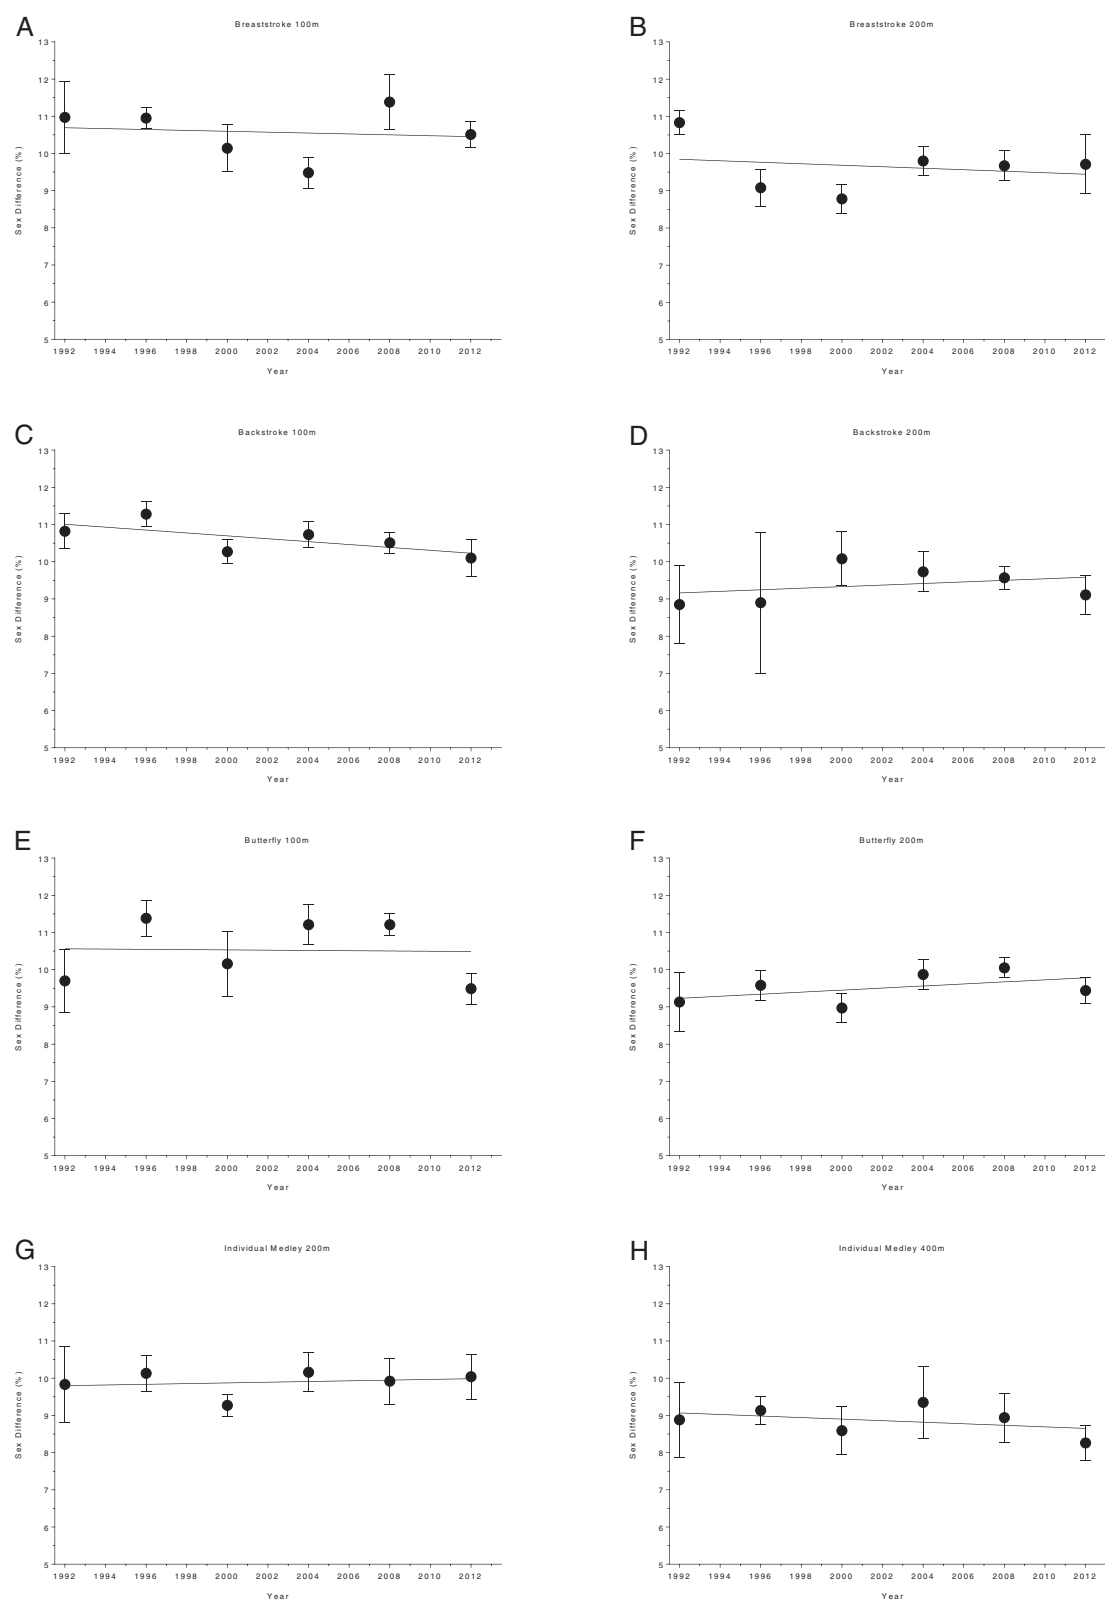 A
Breaststroke 100m
13
12
11
10
9
8
7
6
5
Sex Difference (%)
1992 1994 1996 1998 2000 2002 2004 2006 2008 2010 2012
Year
B
Breaststroke 200m
13
12
11
10
9
8
7
6
5
Sex Difference (%)
1992 1994 1996 1998 2000 2002 2004 2006 2008 2010 2012
Year
C
Backstroke 100m
13
12
11
10
9
8
7
6
5
Sex Difference (%)
1992 1994 1996 1998 2000 2002 2004 2006 2008 2010 2012
Year
D
Backstroke 200m
13
12
11
10
9
8
7
6
5
Sex Difference (%)
1992 1994 1996 1998 2000 2002 2004 2006 2008 2010 2012
Year
E
Butterfly 100m
13
12
11
10
9
8
7
6
5
Sex Difference (%)
1992 1994 1996 1998 2000 2002 2004 2006 2008 2010 2012
Year
F
Butterfly 200m
13
12
11
10
9
8
7
6
5
Sex Difference (%)
1992 1994 1996 1998 2000 2002 2004 2006 2008 2010 2012
Year
G
Individual Medley 200m
13
12
11
10
9
8
7
6
5
Sex Difference (%)
1992 1994 1996 1998 2000 2002 2004 2006 2008 2010 2012
Year
H
Individual Medley 400m
13
12
11
10
9
8
7
6
5
Sex Difference (%)
1992 1994 1996 1998 2000 2002 2004 2006 2008 2010 2012
Year